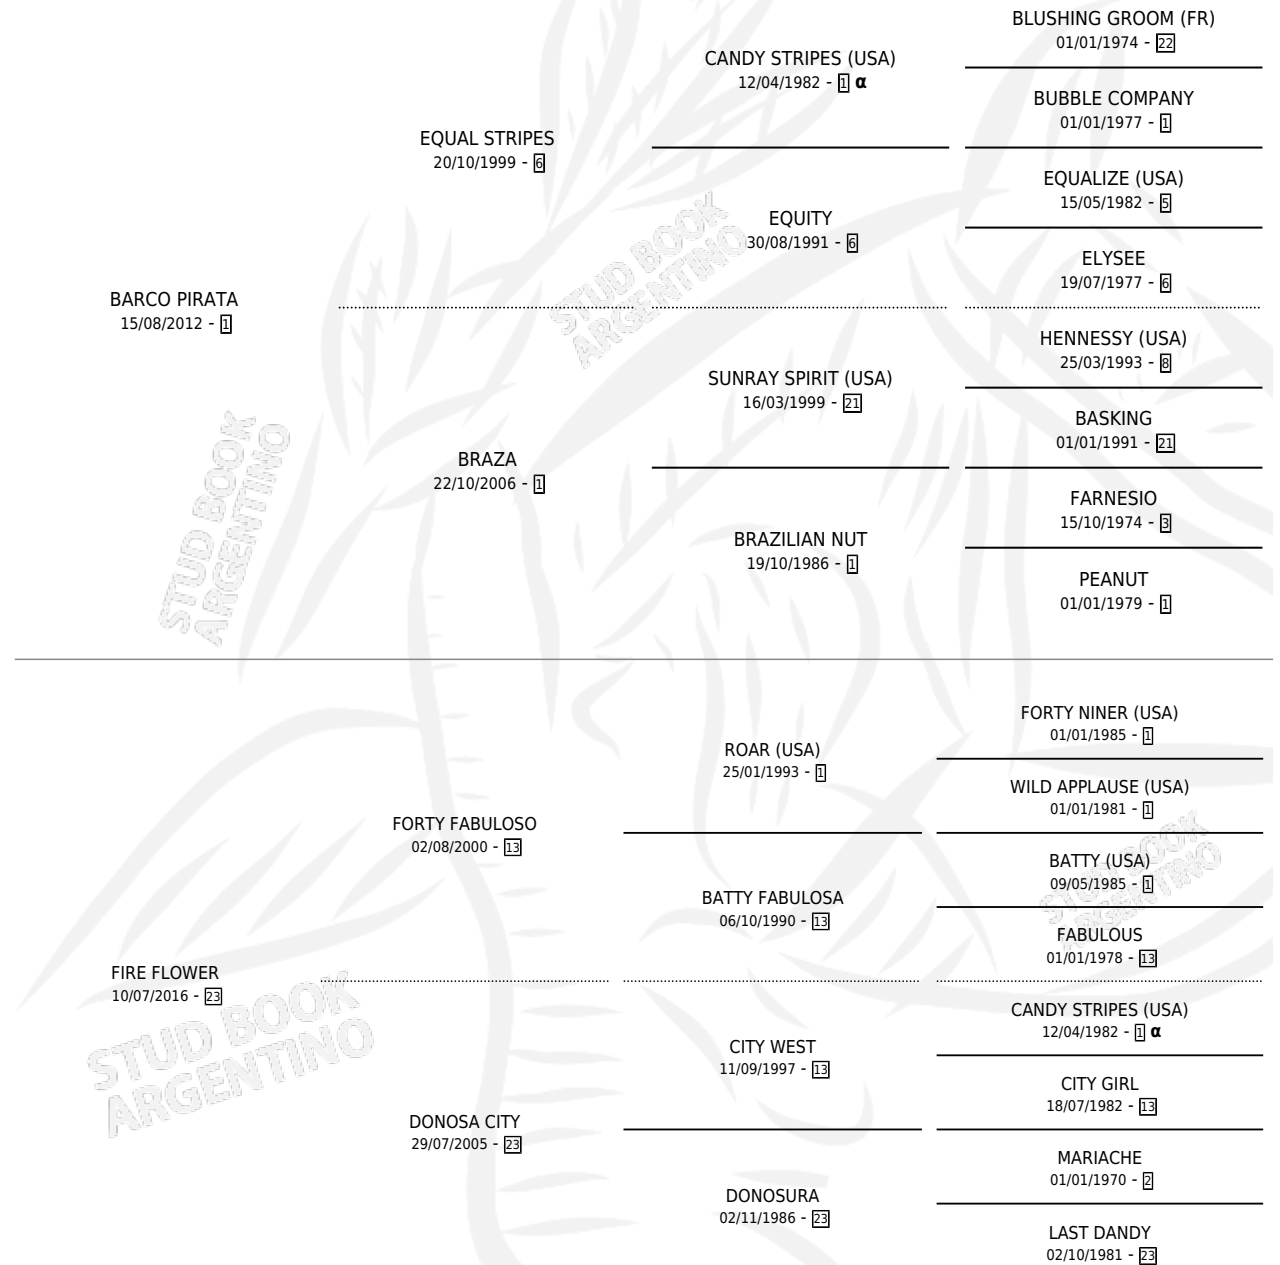 BLUSHING GROOM (FR)
01/01/1974 - 22
CANDY STRIPES (USA)
12/04/1982 - 1 α
BUBBLE COMPANY
01/01/1977 - 1
EQUAL STRIPES
20/10/1999 - 6
EQUALIZE (USA)
15/05/1982 - 5
EQUITY
30/08/1991 - 6
ELYSEE
19/07/1977 - 6
BARCO PIRATA
15/08/2012 - 1
HENNESSY (USA)
25/03/1993 - 8
SUNRAY SPIRIT (USA)
16/03/1999 - 21
BASKING
01/01/1991 - 21
BRAZA
22/10/2006 - 1
FARNESIO
15/10/1974 - 3
BRAZILIAN NUT
19/10/1986 - 1
PEANUT
01/01/1979 - 1
FORTY NINER (USA)
01/01/1985 - 1
ROAR (USA)
25/01/1993 - 1
WILD APPLAUSE (USA)
01/01/1981 - 1
FORTY FABULOSO
02/08/2000 - 13
BATTY (USA)
09/05/1985 - 1
BATTY FABULOSA
06/10/1990 - 13
FABULOUS
01/01/1978 - 13
FIRE FLOWER
10/07/2016 - 23
CANDY STRIPES (USA)
12/04/1982 - 1 α
CITY WEST
11/09/1997 - 13
CITY GIRL
18/07/1982 - 13
DONOSA CITY
29/07/2005 - 23
MARIACHE
01/01/1970 - 2
DONOSURA
02/11/1986 - 23
LAST DANDY
02/10/1981 - 23
STUD BOOK
ARGENTINO
STUD BOOK
ARGENTINO
STUD BOOK
ARGENTINO
STUD BOOK
ARGENTINO